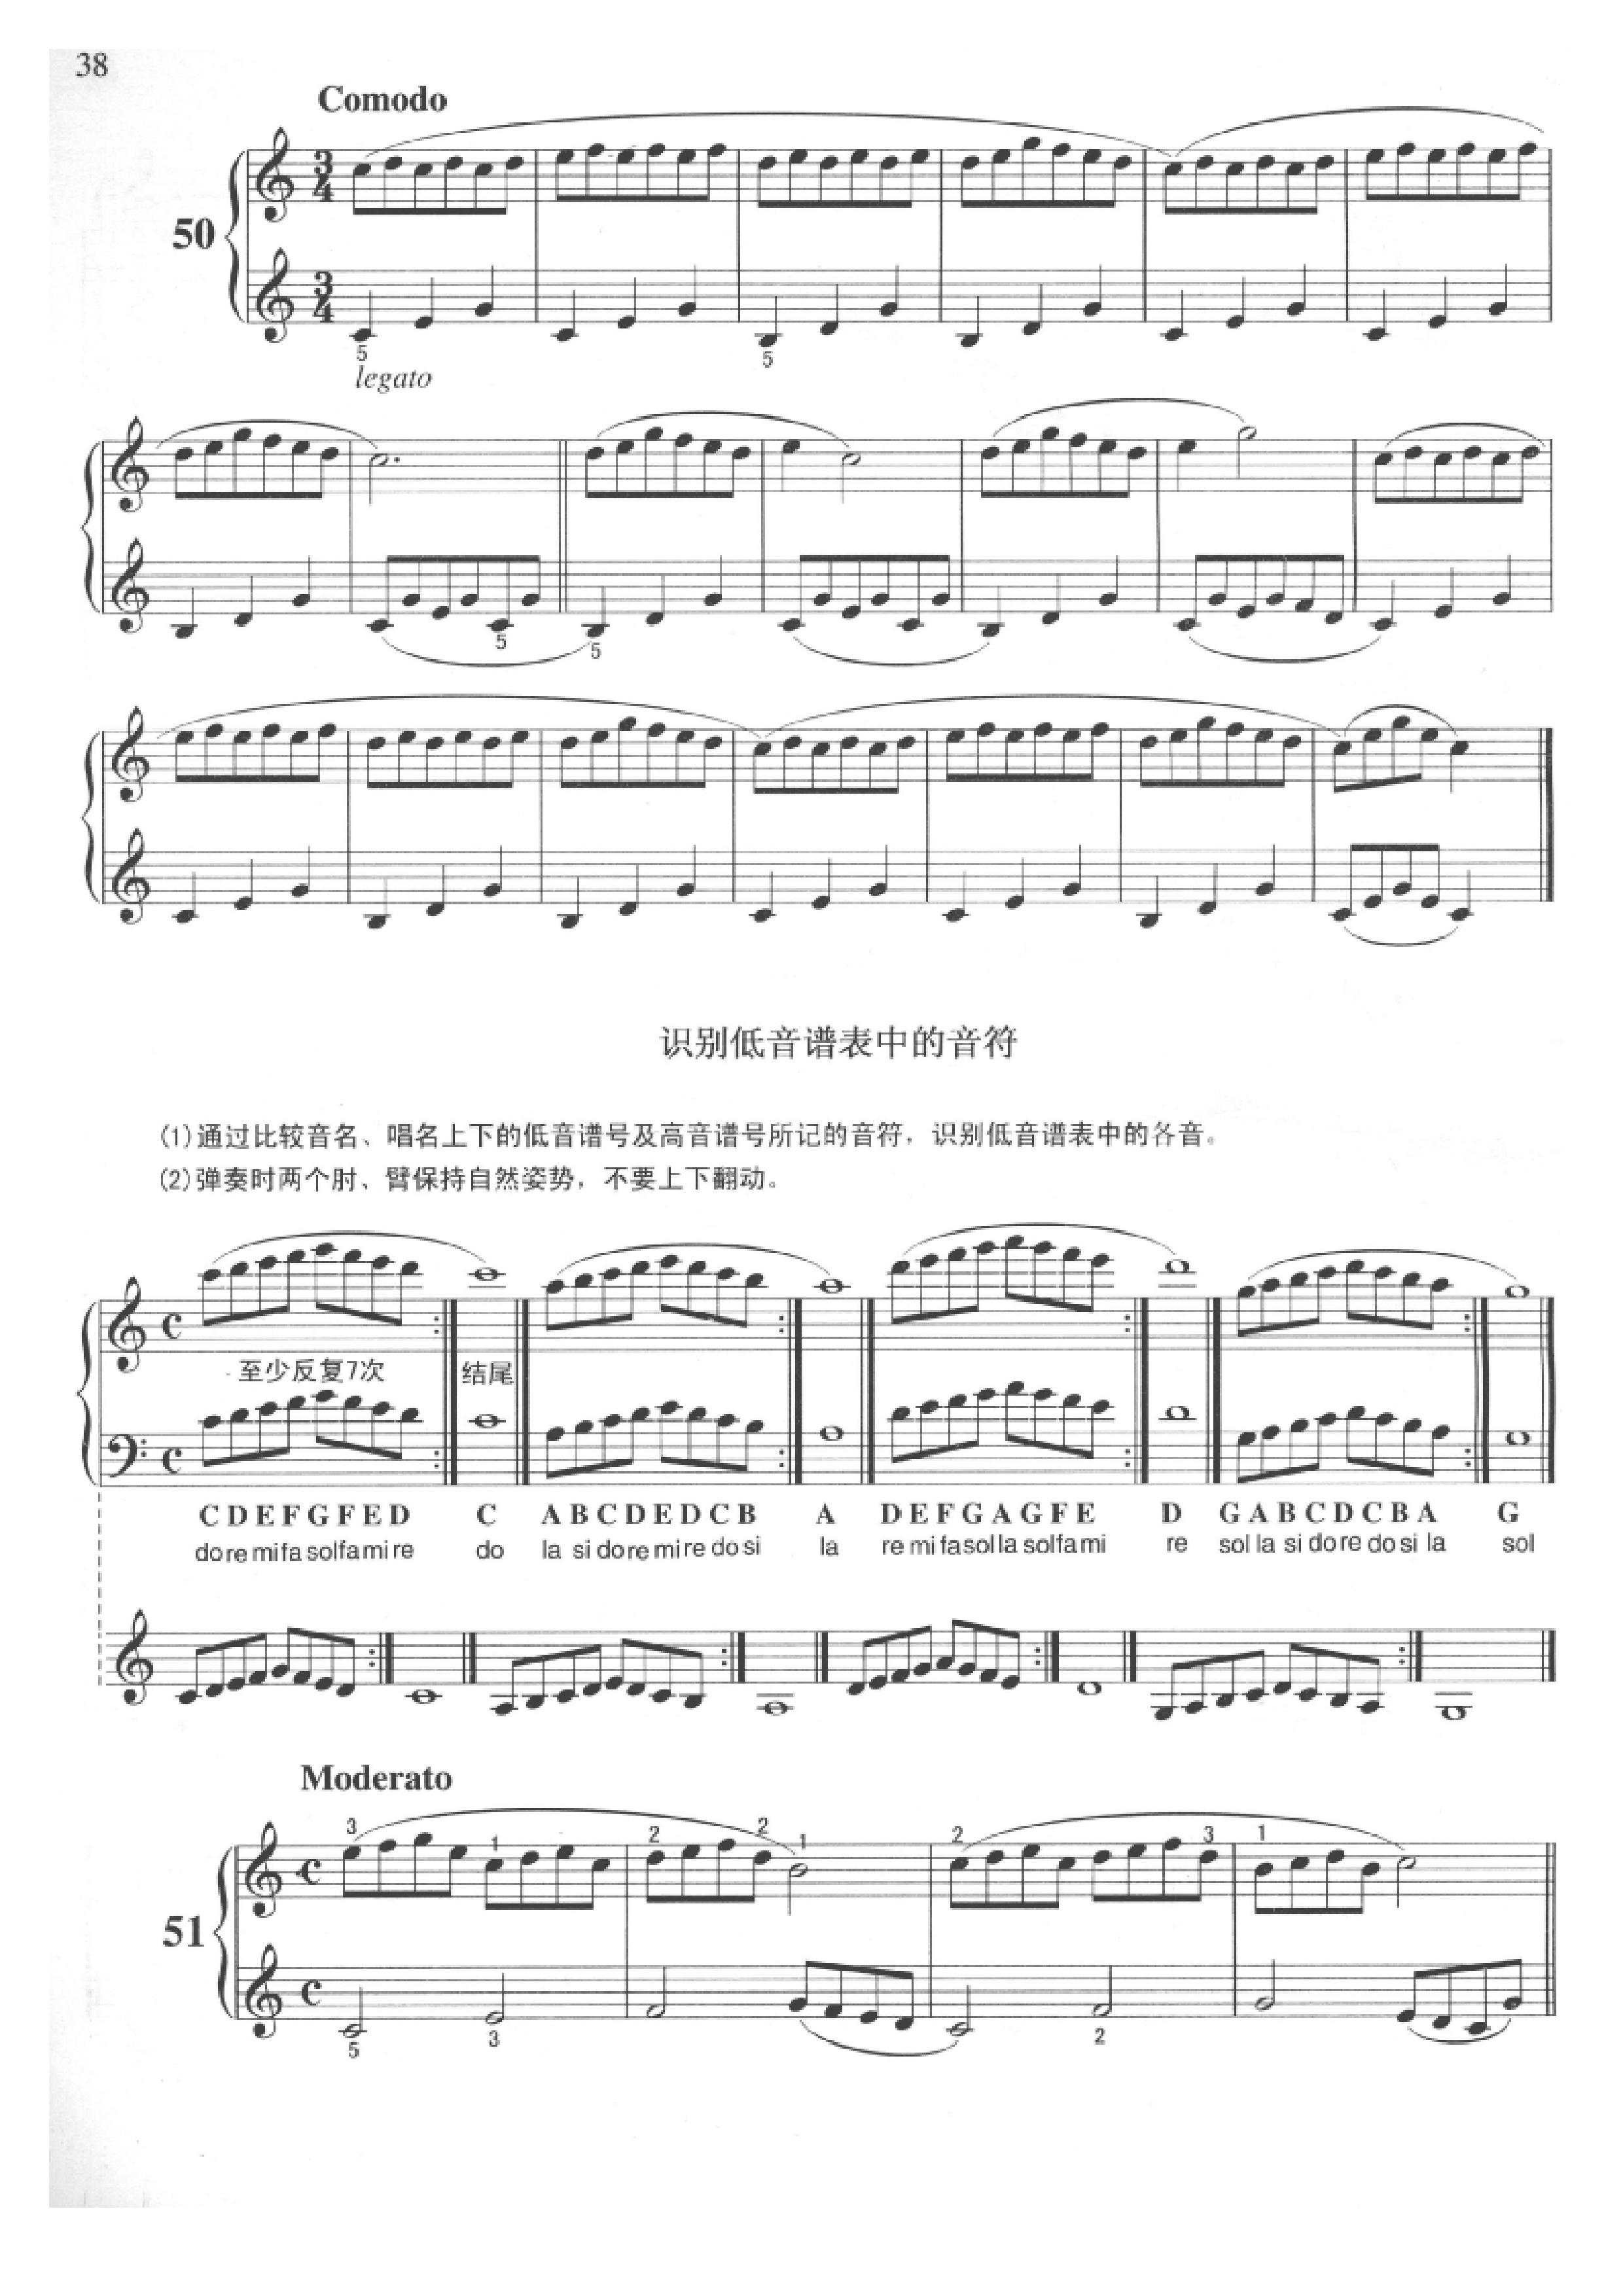 38
Comodo
50
5
5
legato
5
5
识别低音谱表中的音符
(1)通过比较音名、唱名上下的低音谱号及高音谱号所记的音符，识别低音谱表中的各音。
(2)弹奏时两个肘、臂保持自然姿势，不要上下翻动。
至少反复7次 结尾
C D E F G F E D C A B C D E D C B A D E F G A G F E D G A B C D C B A G
do re mi fa sol fa mi re do la si do re mi re do si la re mi fa sol la sol fa mi re sol la si do re do si la sol
Moderato
3 1 2 2 1 2 3 1
51
5 3 2